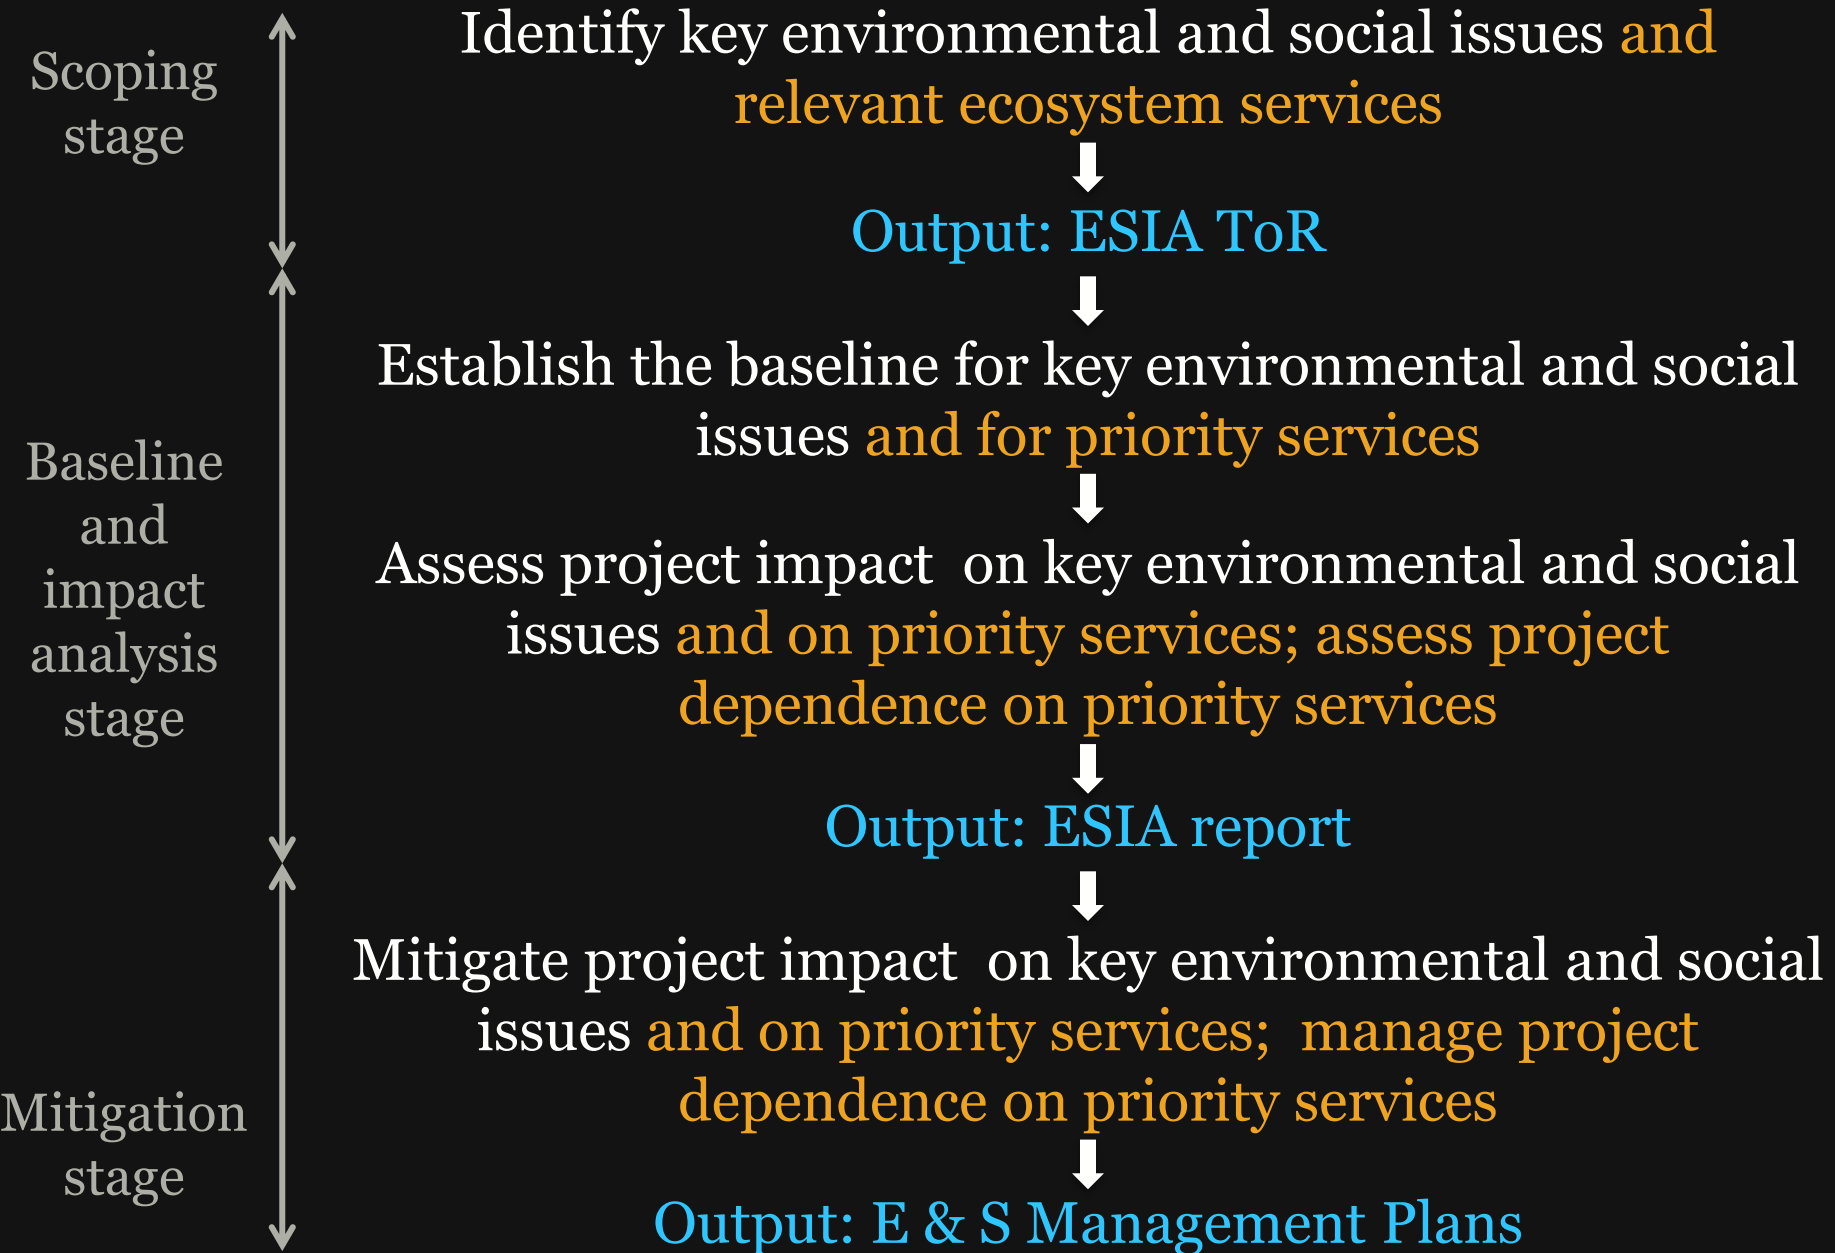 Scoping
stage
Identify key environmental and social issues and
relevant ecosystem services
Output: ESIA ToR
Baseline
and
impact
analysis
stage
Establish the baseline for key environmental and social
issues and for priority services
Assess project impact  on key environmental and social
issues and on priority services; assess project
dependence on priority services
Output: ESIA report
Mitigation
stage
Mitigate project impact  on key environmental and social
issues and on priority services;  manage project
dependence on priority services
Output: E & S Management Plans